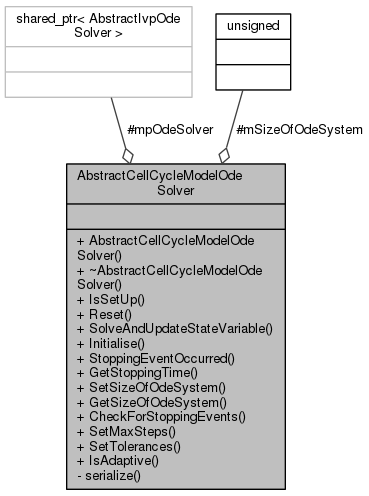 shared_ptr< AbstractIvpOde
Solver >
unsigned
#mpOdeSolver
#mSizeOfOdeSystem
AbstractCellCycleModelOde
Solver
+ AbstractCellCycleModelOde
Solver()
+ ~AbstractCellCycleModelOde
Solver()
+ IsSetUp()
+ Reset()
+ SolveAndUpdateStateVariable()
+ Initialise()
+ StoppingEventOccurred()
+ GetStoppingTime()
+ SetSizeOfOdeSystem()
+ GetSizeOfOdeSystem()
+ CheckForStoppingEvents()
+ SetMaxSteps()
+ SetTolerances()
+ IsAdaptive()
- serialize()